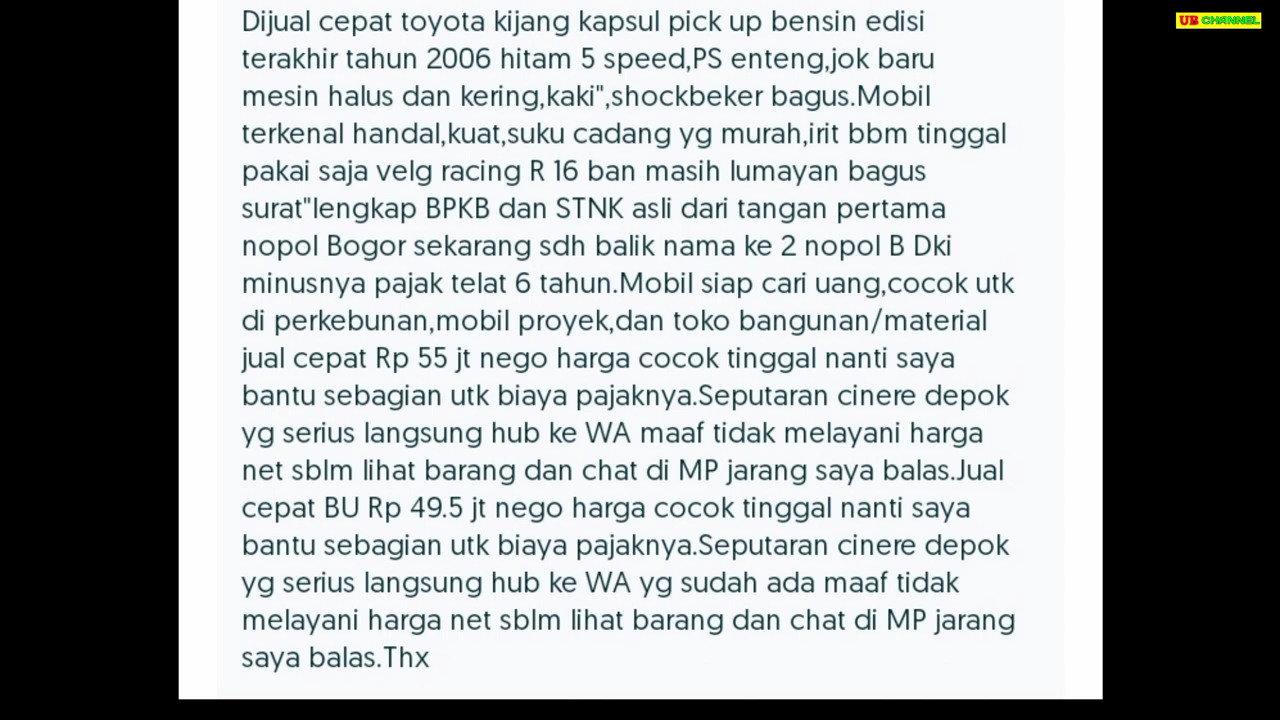 UB CHANNEL
Dijual cepat toyota kijang kapsul pick up bensin edisi
terakhir tahun 2006 hitam 5 speed,PS enteng,jok baru
mesin halus dan kering,kaki",shockbeker bagus.Mobil
terkenal handal,kuat,suku cadang yg murah,irit bbm tinggal
pakai saja velg racing R 16 ban masih lumayan bagus
surat"lengkap BPKB dan STNK asli dari tangan pertama
nopol Bogor sekarang sdh balik nama ke 2 nopol B Dki
minusnya pajak telat 6 tahun.Mobil siap cari uang,cocok utk
di perkebunan,mobil proyek,dan toko bangunan/material
jual cepat Rp 55 jt nego harga cocok tinggal nanti saya
bantu sebagian utk biaya pajaknya.Seputaran cinere depok
yg serius langsung hub ke WA maaf tidak melayani harga
net sblm lihat barang dan chat di MP jarang saya balas.Jual
cepat BU Rp 49.5 jt nego harga cocok tinggal nanti saya
bantu sebagian utk biaya pajaknya.Seputaran cinere depok
yg serius langsung hub ke WA yg sudah ada maaf tidak
melayani harga net sblm lihat barang dan chat di MP jarang
saya balas.Thx